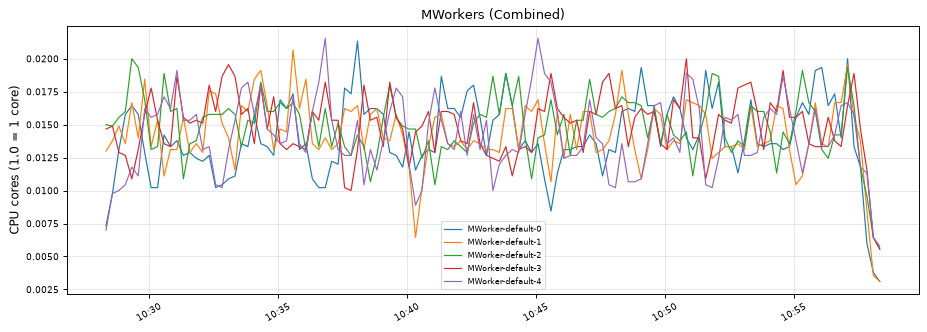 MWorkers (Combined)
CPU cores (1.0 = 1 core)
0.0200
0.0175
0.0150
0.0125
0.0100
0.0075
0.0050
0.0025
MWorker-default-0
MWorker-default-1
MWorker-default-2
MWorker-default-3
MWorker-default-4
10:30
10:35
10:40
10:45
10:50
10:55